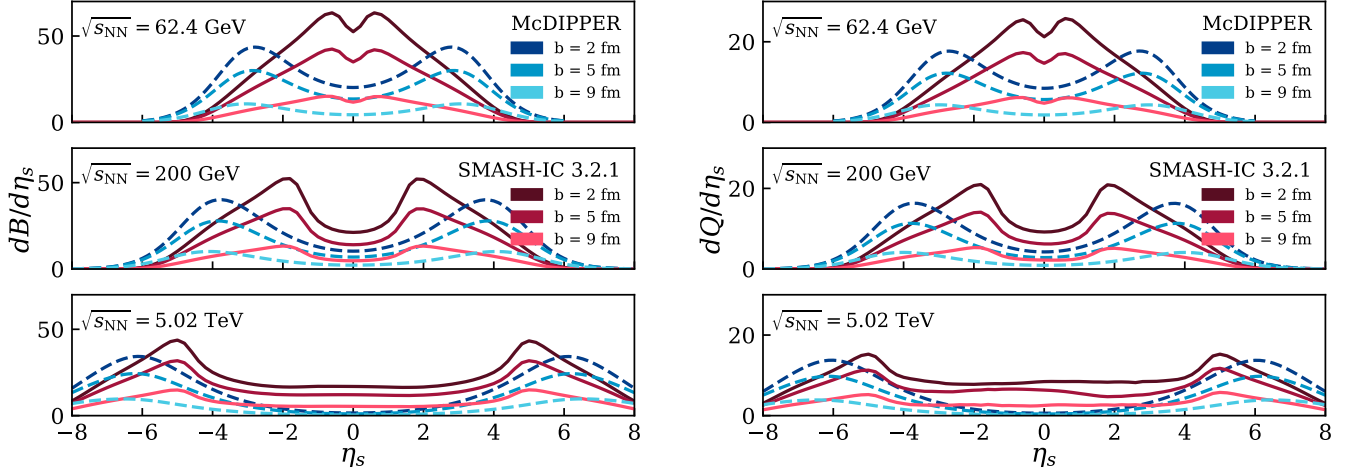 √sNN = 62.4 GeV
McDIPPER
b = 2 fm
b = 5 fm
b = 9 fm
50
0
√sNN = 200 GeV
SMASH-IC 3.2.1
b = 2 fm
b = 5 fm
b = 9 fm
50
0
dB/dηs
√sNN = 5.02 TeV
50
0
−8 −6 −4 −2 0 2 4 6 8
ηs
√sNN = 62.4 GeV
McDIPPER
b = 2 fm
b = 5 fm
b = 9 fm
20
0
√sNN = 200 GeV
SMASH-IC 3.2.1
b = 2 fm
b = 5 fm
b = 9 fm
20
0
dQ/dηs
√sNN = 5.02 TeV
20
0
−8 −6 −4 −2 0 2 4 6 8
ηs